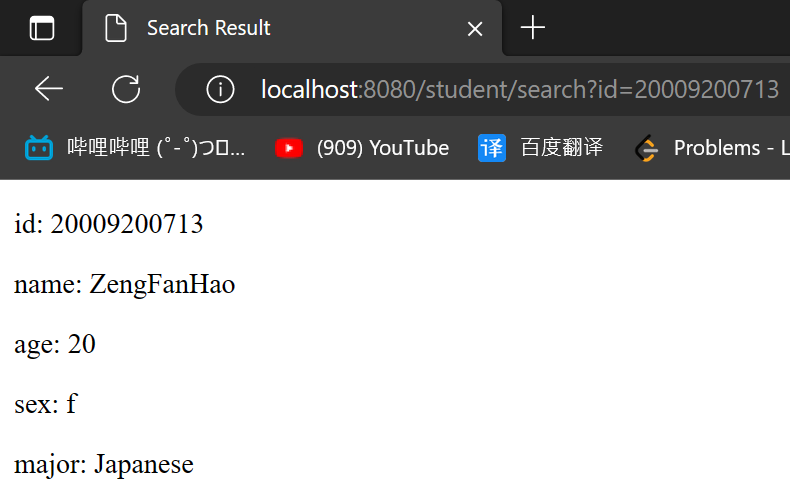 Search Result
localhost:8080/student/search?id=20009200713
哔哩哔哩 (゜-゜)つロ... (909) YouTube 百度翻译 Problems - L
id: 20009200713
name: ZengFanHao
age: 20
sex: f
major: Japanese